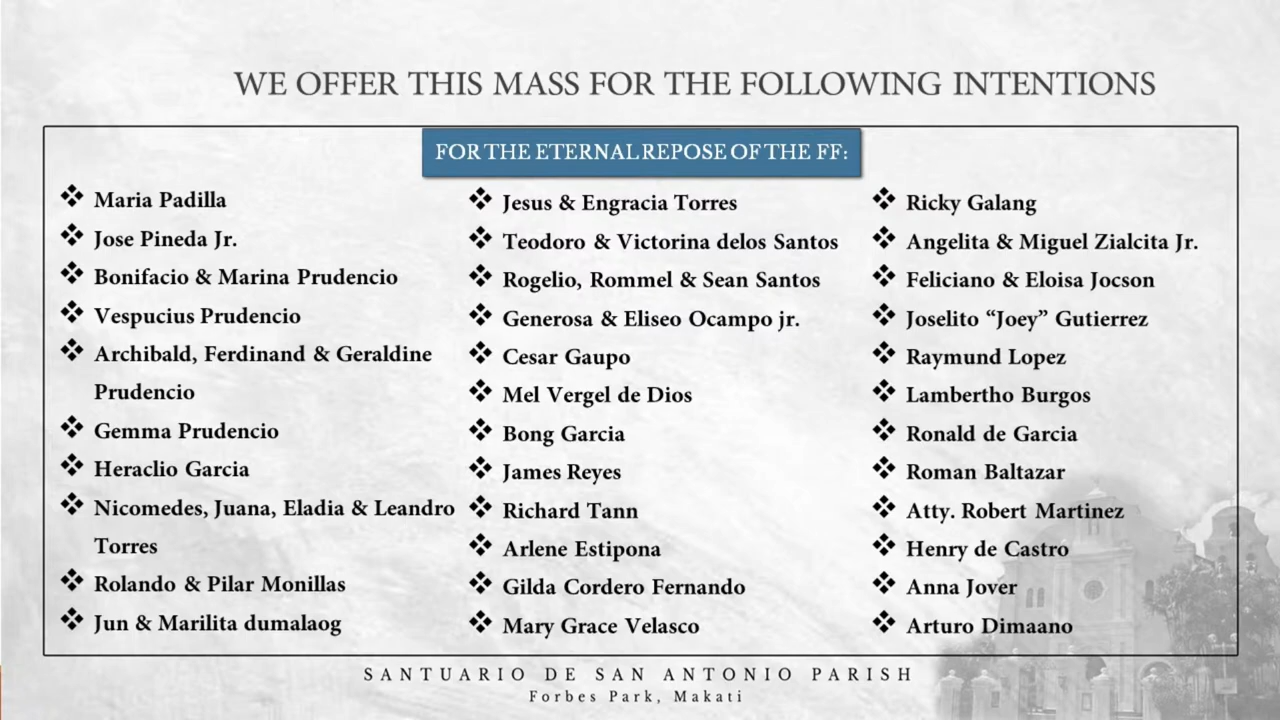 WE OFFER THIS MASS FOR THE FOLLOWING INTENTIONS
FOR THE ETERNAL REPOSE OF THE FF:
Maria Padilla
Jose Pineda Jr.
Bonifacio & Marina Prudencio
Vespucius Prudencio
Archibald, Ferdinand & Geraldine
Prudencio
Gemma Prudencio
Heraclio Garcia
Nicomedes, Juana, Eladia & Leandro
Torres
Rolando & Pilar Monillas
Jun & Marilita dumalaog
Jesus & Engracia Torres
Teodoro & Victorina delos Santos
Rogelio, Rommel & Sean Santos
Generosa & Eliseo Ocampo jr.
Cesar Gaupo
Mel Vergel de Dios
Bong Garcia
James Reyes
Richard Tann
Arlene Estipona
Gilda Cordero Fernando
Mary Grace Velasco
Ricky Galang
Angelita & Miguel Zialcita Jr.
Feliciano & Eloisa Jocson
Joselito “Joey” Gutierrez
Raymund Lopez
Lambertho Burgos
Ronald de Garcia
Roman Baltazar
Atty. Robert Martinez
Henry de Castro
Anna Jover
Arturo Dimaano
SANTUARIO DE SAN ANTONIO PARISH
Forbes Park, Makati